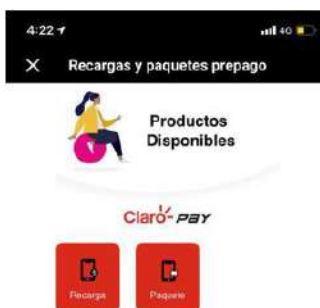 4:22
4G
Recargas y paquetes prepago
Productos
Disponibles
Claro- pay
Recarga
Paquete